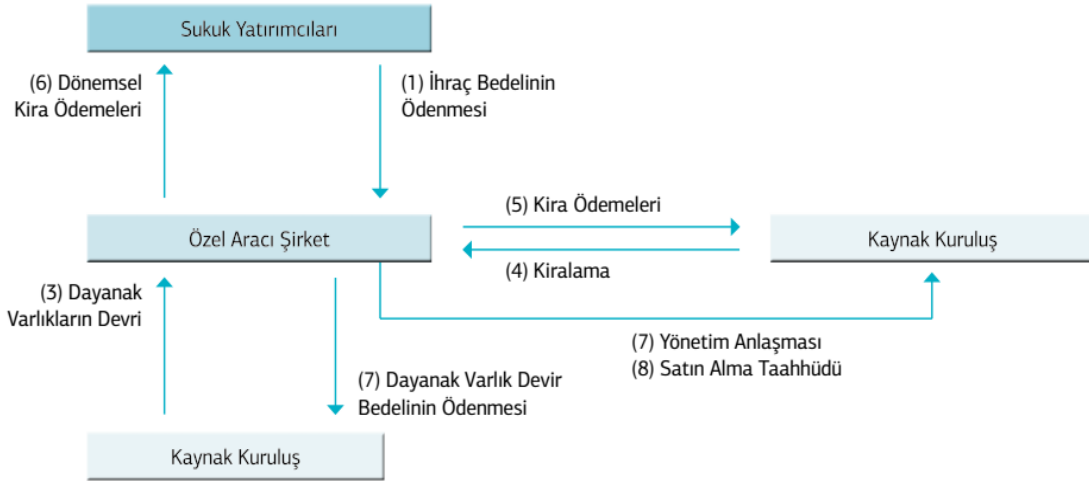 Sukuk Yatırımcıları
(6) Dönemsel
Kira Ödemeleri
(1) İhraç Bedelinin
Ödenmesi
Özel Aracı Şirket
(5) Kira Ödemeleri
(4) Kiralama
Kaynak Kuruluş
(3) Dayanak
Varlıkların Devri
(7) Dayanak Varlık Devir
Bedelinin Ödenmesi
(7) Yönetim Anlaşması
(8) Satın Alma Taahhüdü
Kaynak Kuruluş